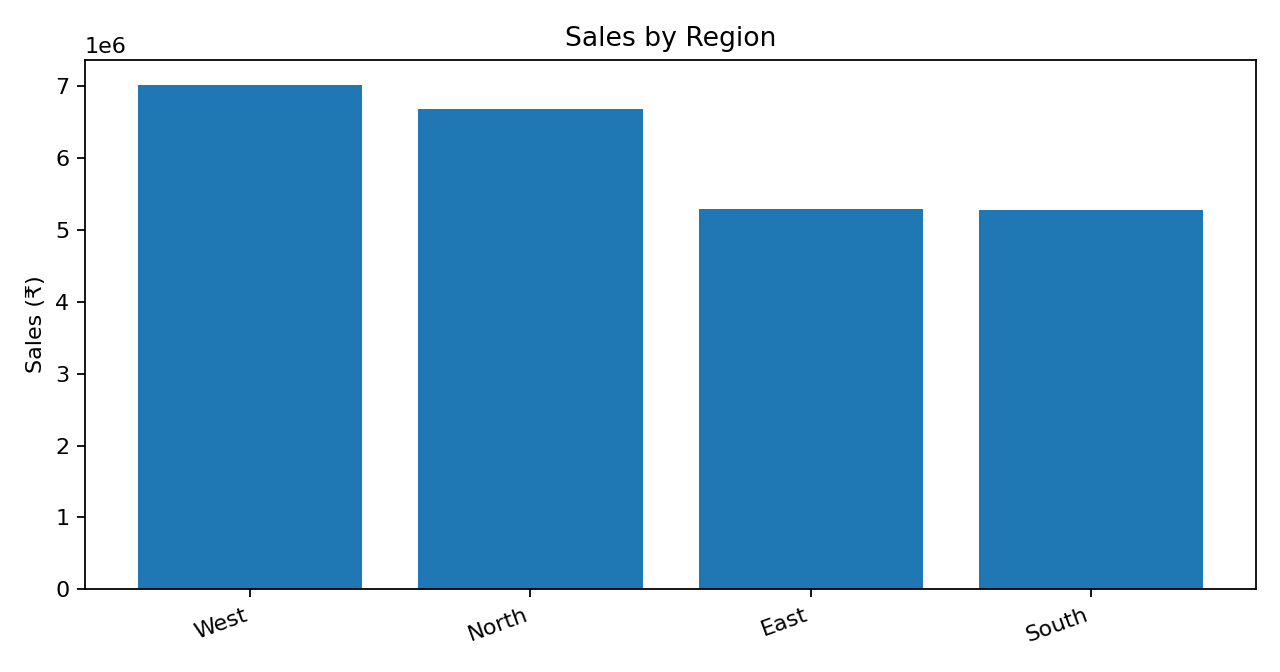 Sales by Region
1e6
7
6
5
4
3
2
1
0
Sales (₹)
West
North
East
South